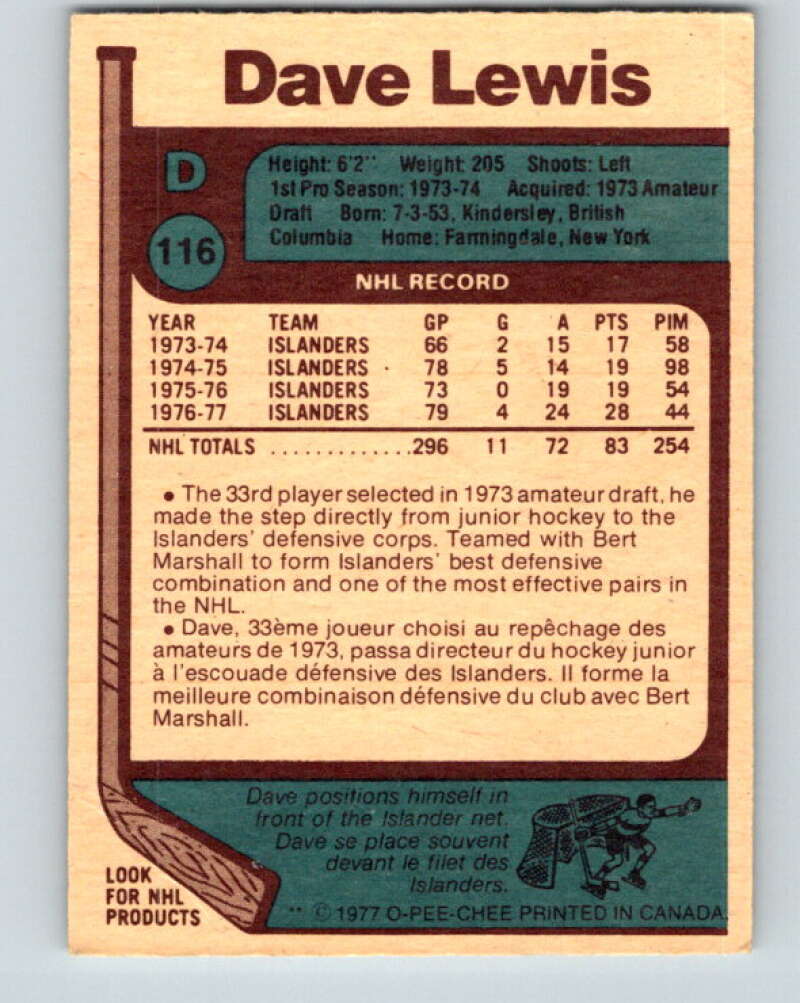 Dave Lewis
D
116
Height: 6'2" Weight: 205 Shoots: Left
1st Pro Season: 1973-74 Acquired: 1973 Amateur
Draft Born: 7-3-53, Kindersley, British
Columbia Home: Farmingdale, New York
NHL RECORD
YEAR TEAM GP G A PTS PIM
1973-74 ISLANDERS 66 2 15 17 58
1974-75 ISLANDERS 78 5 14 19 98
1975-76 ISLANDERS 73 0 19 19 54
1976-77 ISLANDERS 79 4 24 28 44
NHL TOTALS .............296 11 72 83 254
• The 33rd player selected in 1973 amateur draft, he
made the step directly from junior hockey to the
Islanders' defensive corps. Teamed with Bert
Marshall to form Islanders' best defensive
combination and one of the most effective pairs in
the NHL.
• Dave, 33ème joueur choisi au repêchage des
amateurs de 1973, passa directeur du hockey junior
à l'escouade défensive des Islanders. Il forme la
meilleure combinaison défensive du club avec Bert
Marshall.
Dave positions himself in
front of the Islander net.
Dave se place souvent
devant le filet des
Islanders.
LOOK
FOR NHL
PRODUCTS
** © 1977 O-PEE-CHEE PRINTED IN CANADA